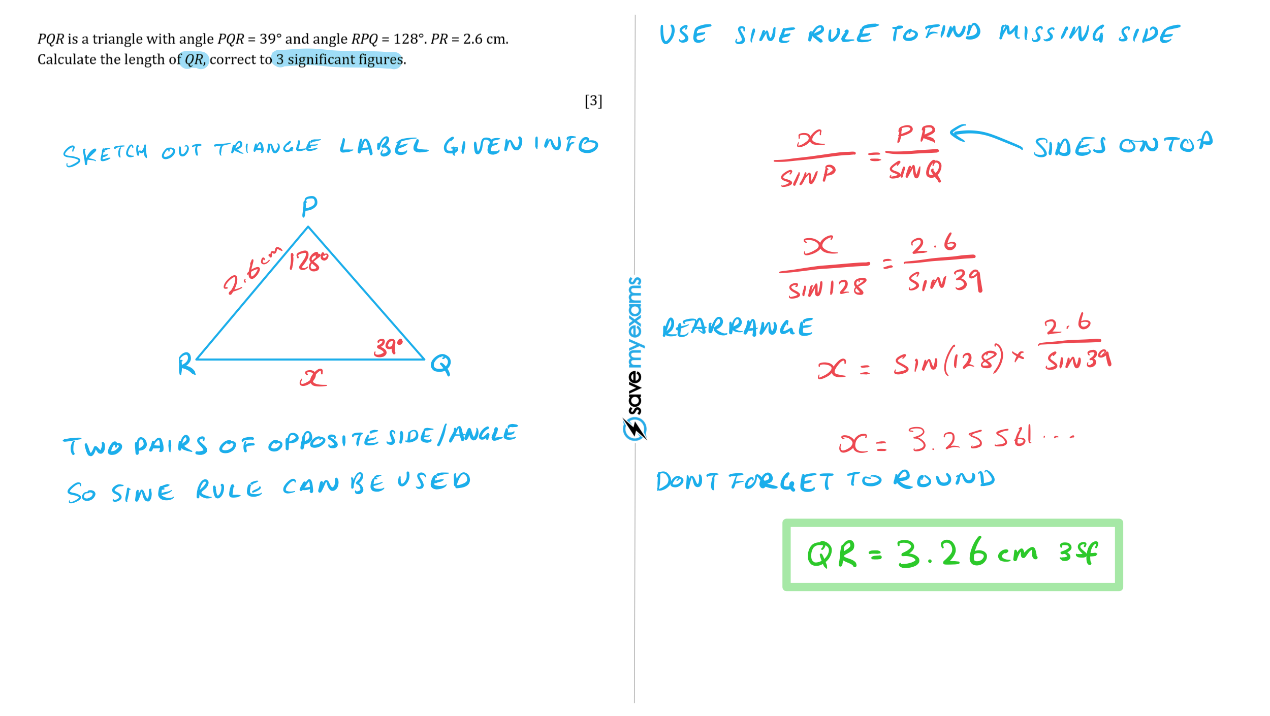 PQR is a triangle with angle PQR = 39° and angle RPQ = 128°. PR = 2.6 cm.
Calculate the length of QR, correct to 3 significant figures.
[3]
SKETCH OUT TRIANGLE LABEL GIVEN INFO
P
2.6cm
128°
39°
R
Q
x
TWO PAIRS OF OPPOSITE SIDE/ANGLE
SO SINE RULE CAN BE USED
save my exams
USE SINE RULE TO FIND MISSING SIDE
x/SIN P = PR/SIN Q
SIDES ON TOP
x/SIN 128 = 2.6/SIN 39
REARRANGE
x = SIN(128) × 2.6/SIN 39
x = 3.25561...
DONT FORGET TO ROUND
QR = 3.26 cm 3sf